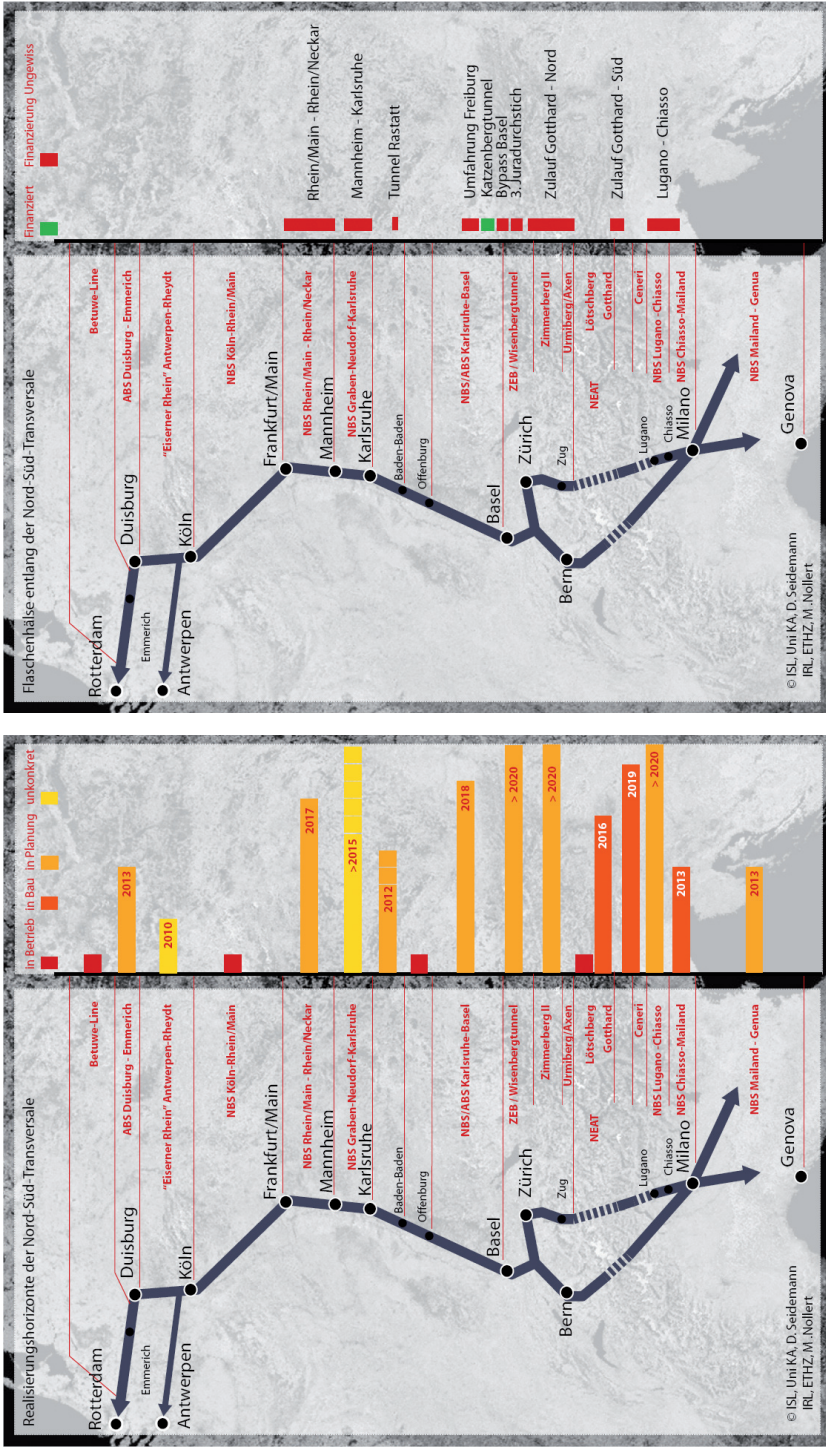 Realisierungshorizonte der Nord-Süd-Transversale
in Betrieb
in Bau
in Planung
unkonkret
Rotterdam
Emmerich
Antwerpen
Duisburg
Köln
Frankfurt/Main
Mannheim
Karlsruhe
Baden-Baden
Offenburg
Basel
Bern
Zürich
Zug
Lugano
Chiasso
Milano
Genova
Betuwe-Line
ABS Duisburg - Emmerich
"Eiserner Rhein" Antwerpen-Rheydt
NBS Köln-Rhein/Main
NBS Rhein/Main - Rhein/Neckar
NBS Graben-Neudorf-Karlsruhe
NBS/ABS Karlsruhe-Basel
ZEB / Wisenbergtunnel
Zimmerberg II
Urmiberg/Axen
NEAT
Lötschberg
Gotthard
Ceneri
NBS Lugano -Chiasso
NBS Chiasso-Mailand
NBS Mailand - Genua
2013
2010
2017
>2015
2012
2018
> 2020
> 2020
2016
2019
> 2020
2013
2013
© ISL, Uni KA, D. Seidemann
IRL, ETHZ, M. Nollert
Flaschenhälse entlang der Nord-Süd-Transversale
Finanziert
Finanzierung Ungewiss
Rotterdam
Emmerich
Antwerpen
Duisburg
Köln
Frankfurt/Main
Mannheim
Karlsruhe
Baden-Baden
Offenburg
Basel
Bern
Zürich
Zug
Lugano
Chiasso
Milano
Genova
Betuwe-Line
ABS Duisburg - Emmerich
"Eiserner Rhein" Antwerpen-Rheydt
NBS Köln-Rhein/Main
NBS Rhein/Main - Rhein/Neckar
NBS Graben-Neudorf-Karlsruhe
NBS/ABS Karlsruhe-Basel
ZEB / Wisenbergtunnel
Zimmerberg II
Urmiberg/Axen
NEAT
Lötschberg
Gotthard
Ceneri
NBS Lugano -Chiasso
NBS Chiasso-Mailand
NBS Mailand - Genua
Rhein/Main - Rhein/Neckar
Mannheim - Karlsruhe
Tunnel Rastatt
Umfahrung Freiburg
Katzenbergtunnel
Bypass Basel
3. Juradurchstich
Zulauf Gotthard - Nord
Zulauf Gotthard - Süd
Lugano - Chiasso
© ISL, Uni KA, D. Seidemann
IRL, ETHZ, M. Nollert